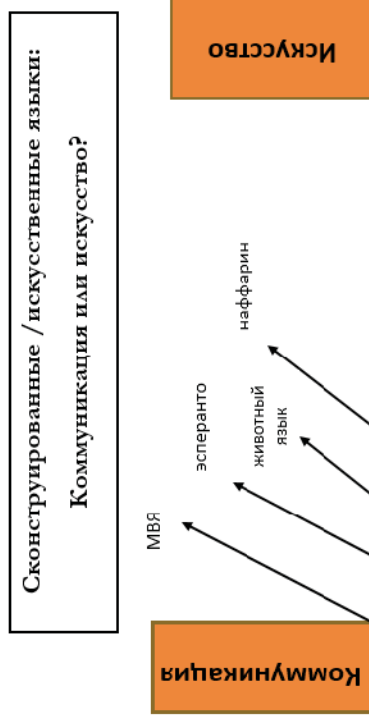 Сконструированные / искусственные языки:
Коммуникация или искусство?
Искусство
наффарин
эсперанто
животный
язык
МВЯ
Коммуникация